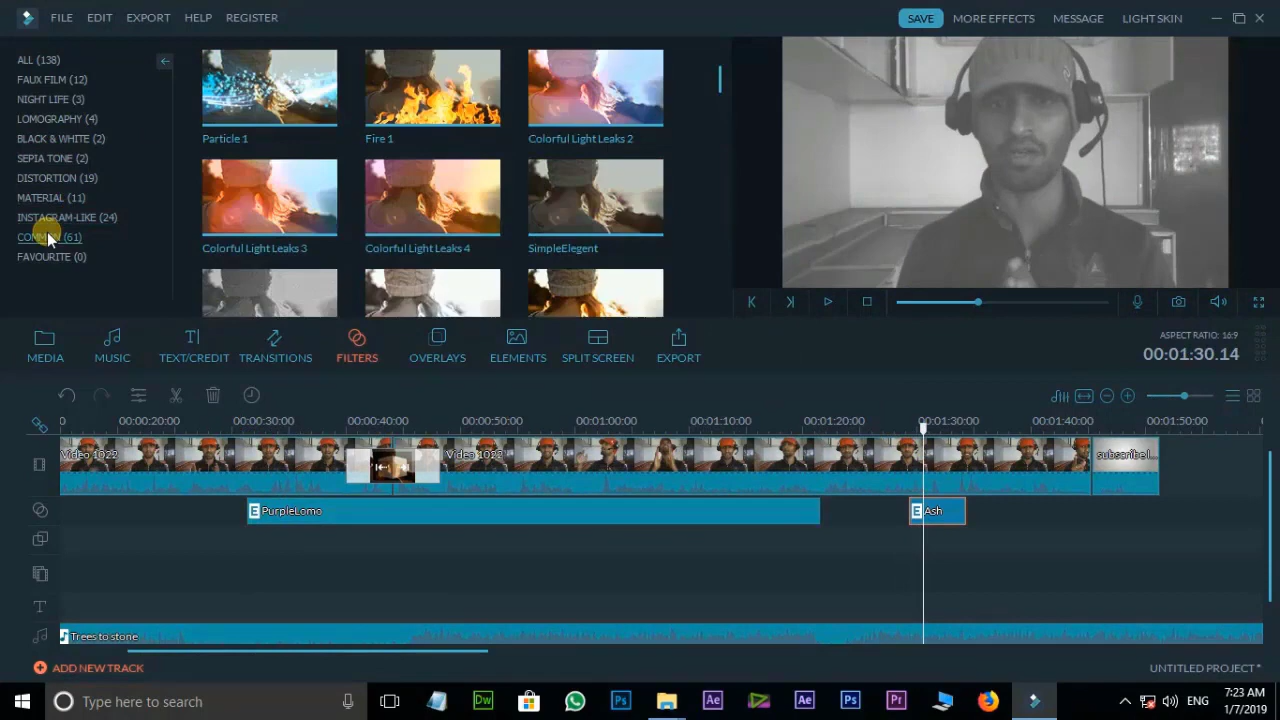 FILE EDIT EXPORT HELP REGISTER SAVE MORE EFFECTS MESSAGE LIGHT SKIN
ALL (138)
FAUX FILM (12)
NIGHT LIFE (3)
LOMOGRAPHY (4)
BLACK & WHITE (2)
SEPIA TONE (2)
DISTORTION (19)
MATERIAL (11)
INSTAGRAM-LIKE (24)
(61)
FAVOURITE (0)
Particle 1 Fire 1 Colorful Light Leaks 2
Colorful Light Leaks 3 Colorful Light Leaks 4 SimpleElegent
MEDIA MUSIC TEXT/CREDIT TRANSITIONS FILTERS OVERLAYS ELEMENTS SPLIT SCREEN EXPORT
ASPECT RATIO: 16:9
00:01:30.14
0 00:00:20:00 00:00:30:00 00:00:40:00 00:00:50:00 00:01:00:00 00:01:10:00 00:01:20:00 00:01:30:00 00:01:40:00 00:01:50:00
Video 1022 Video 1022 subscribe l...
E PurpleLomo E Ash
T
Trees to stone
ADD NEW TRACK UNTITLED PROJECT *
Type here to search Dw Ps Ae Ae Ps Pr ENG 7:23 AM
1/7/2019